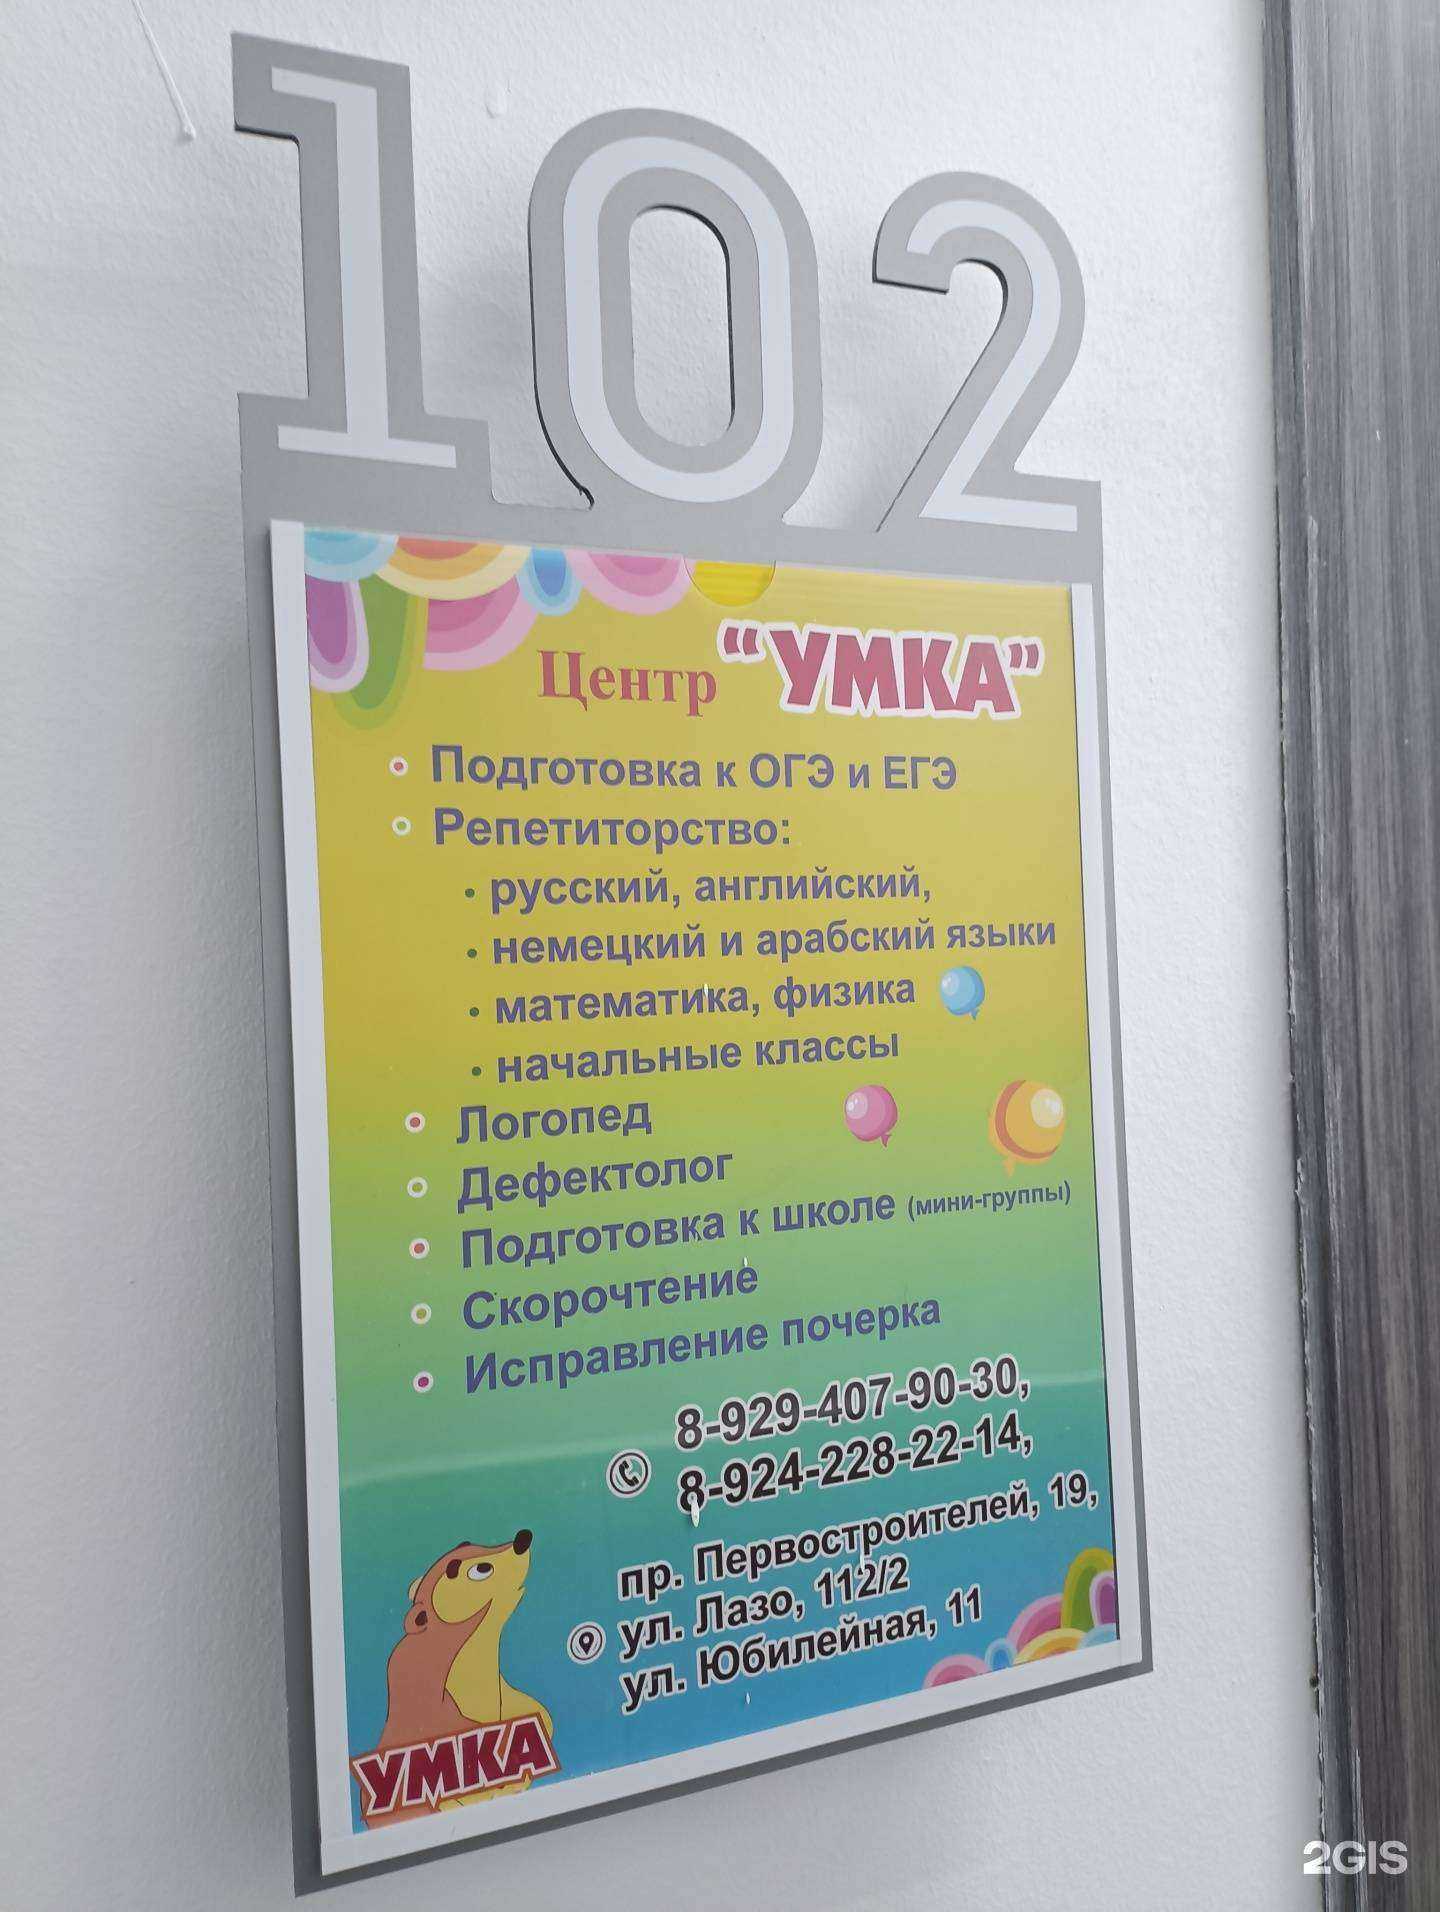 102
Центр "УМКА"
Подготовка к ОГЭ и ЕГЭ
Репетиторство:
русский, английский,
немецкий и арабский языки
математика, физика
начальные классы
Логопед
Дефектолог
Подготовка к школе (мини-группы)
Скорочтение
Исправление почерка
8-929-407-90-30,
8-924-228-22-14,
пр. Первостроителей, 19,
ул. Лазо, 112/2
ул. Юбилейная, 11
УМКА
2GIS